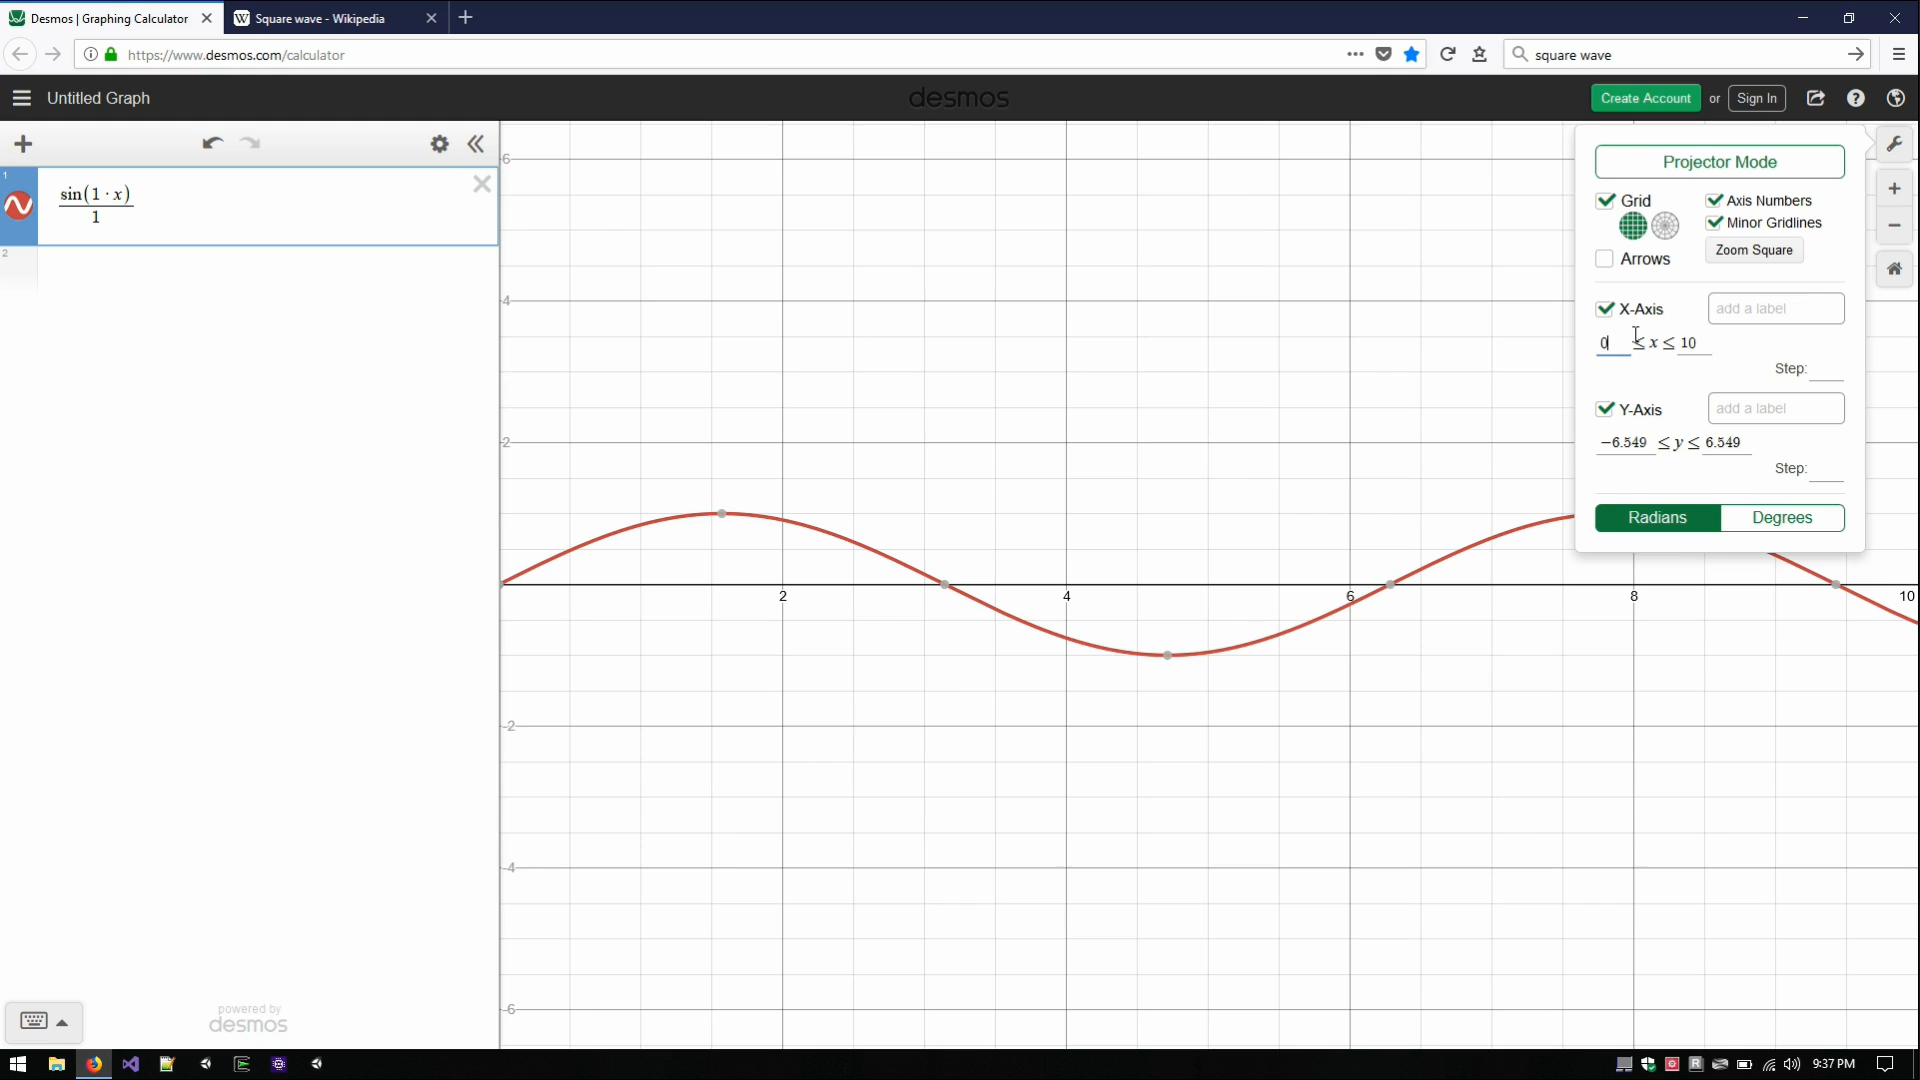 Desmos | Graphing Calculator
Square wave - Wikipedia
https://www.desmos.com/calculator
square wave
Untitled Graph
desmos
Create Account or Sign In
1
sin(1 · x)
1
2
powered by
desmos
6
4
2
-2
-4
-6
2
4
6
8
10
Projector Mode
Grid
Axis Numbers
Minor Gridlines
Arrows
Zoom Square
X-Axis
add a label
0 ≤ x ≤ 10
Step:
Y-Axis
add a label
−6.549 ≤ y ≤ 6.549
Step:
Radians
Degrees
9:37 PM